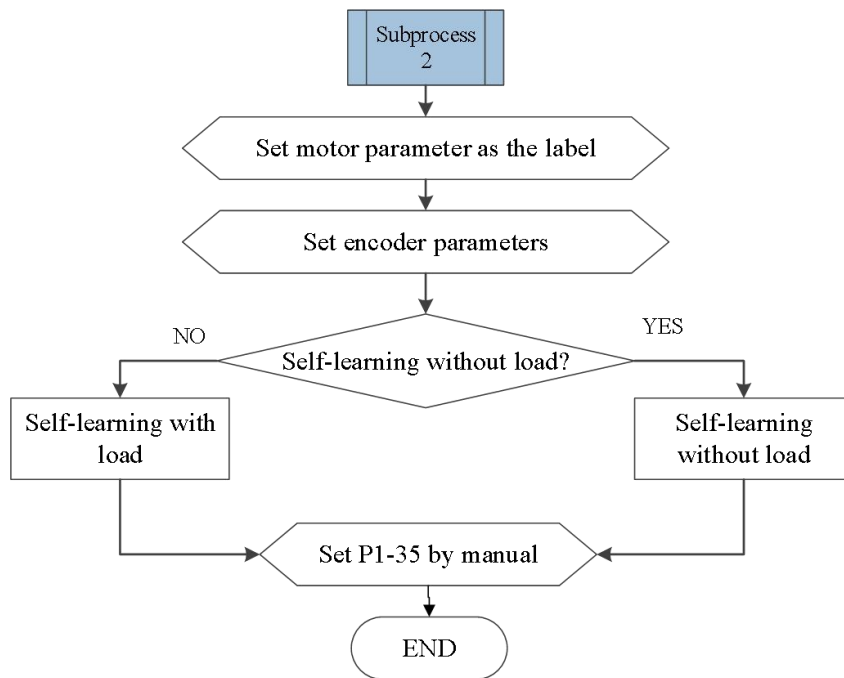 Subprocess
2
Set motor parameter as the label
Set encoder parameters
NO
YES
Self-learning without load?
Self-learning with
load
Self-learning
without load
Set P1-35 by manual
END